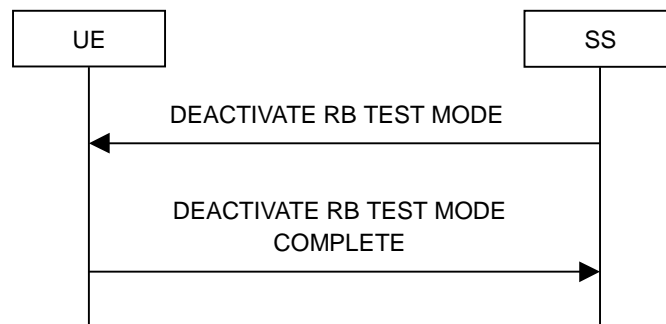 UE
SS
DEACTIVATE RB TEST MODE
DEACTIVATE RB TEST MODE
COMPLETE